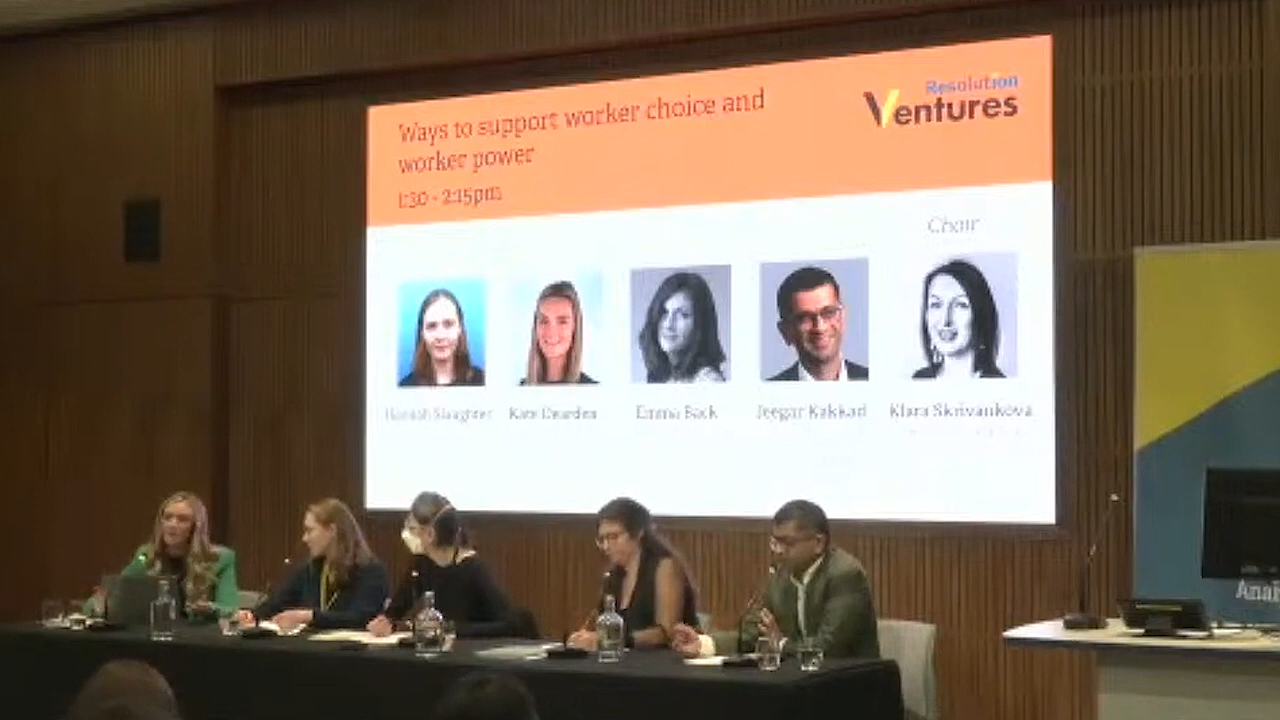 Ways to support worker choice and
worker power
1:30 - 2:15pm
Resolution
Ventures
Chair
Hannah Slaughter
Kate Dearden
Emma Back
Jeegar Kakkad
Klara Skrivankova